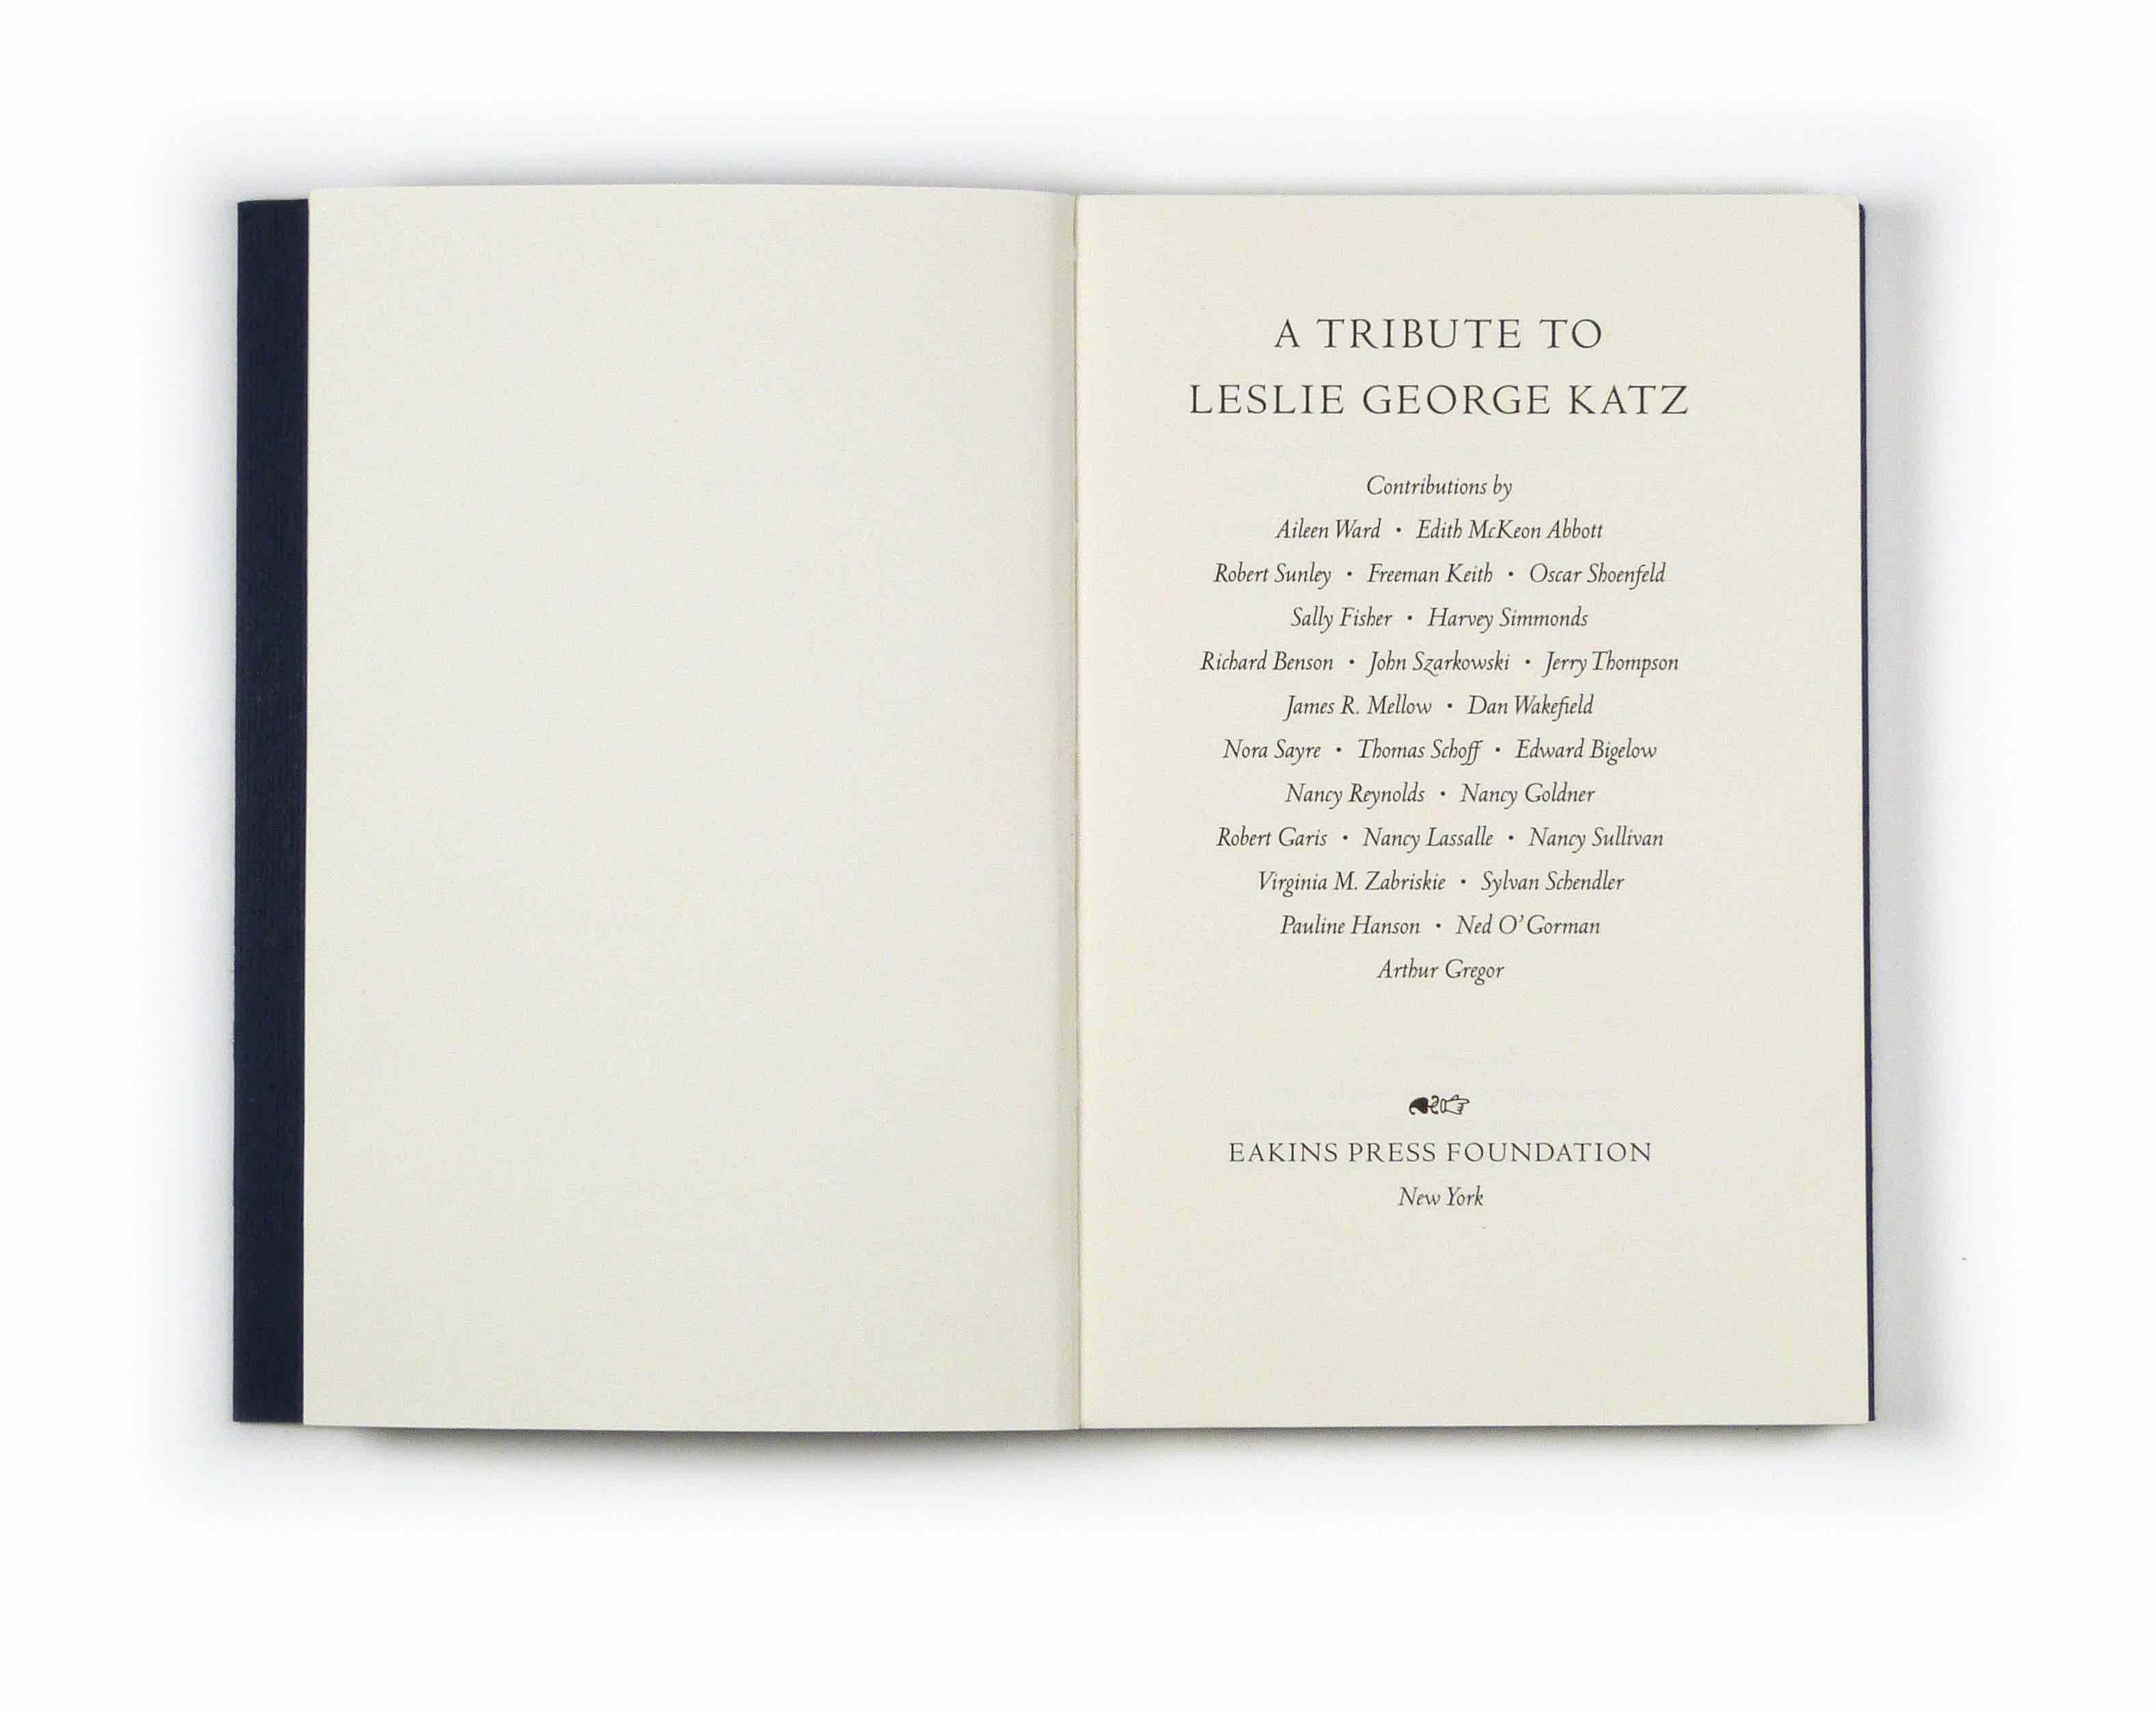 A TRIBUTE TO
LESLIE GEORGE KATZ
Contributions by
Aileen Ward • Edith McKeon Abbott
Robert Sunley • Freeman Keith • Oscar Shoenfeld
Sally Fisher • Harvey Simmonds
Richard Benson • John Szarkowski • Jerry Thompson
James R. Mellow • Dan Wakefield
Nora Sayre • Thomas Schoff • Edward Bigelow
Nancy Reynolds • Nancy Goldner
Robert Garis • Nancy Lassalle • Nancy Sullivan
Virginia M. Zabriskie • Sylvan Schendler
Pauline Hanson • Ned O'Gorman
Arthur Gregor
EAKINS PRESS FOUNDATION
New York